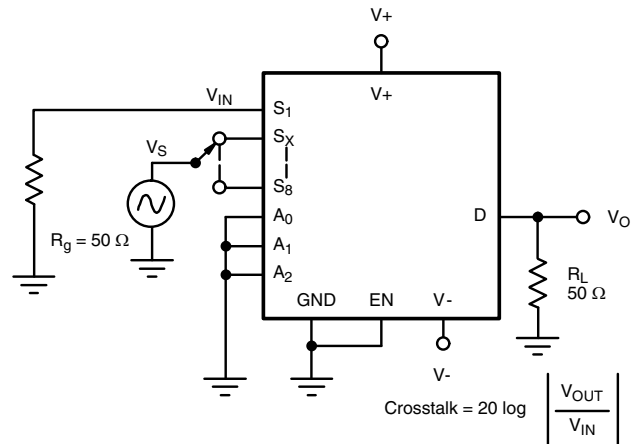 V+
V+
V_IN
S_1
S_X
V_S
S_8
A_0
D
V_O
R_g = 50 Ω
A_1
A_2
R_L
50 Ω
GND
EN
V-
V-
Crosstalk = 20 log | V_OUT / V_IN |